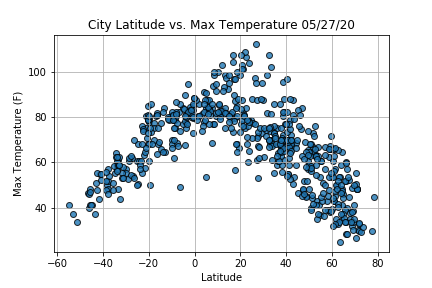 City Latitude vs. Max Temperature 05/27/20
Max Temperature (F)
100
80
60
40
−60 −40 −20 0 20 40 60 80
Latitude